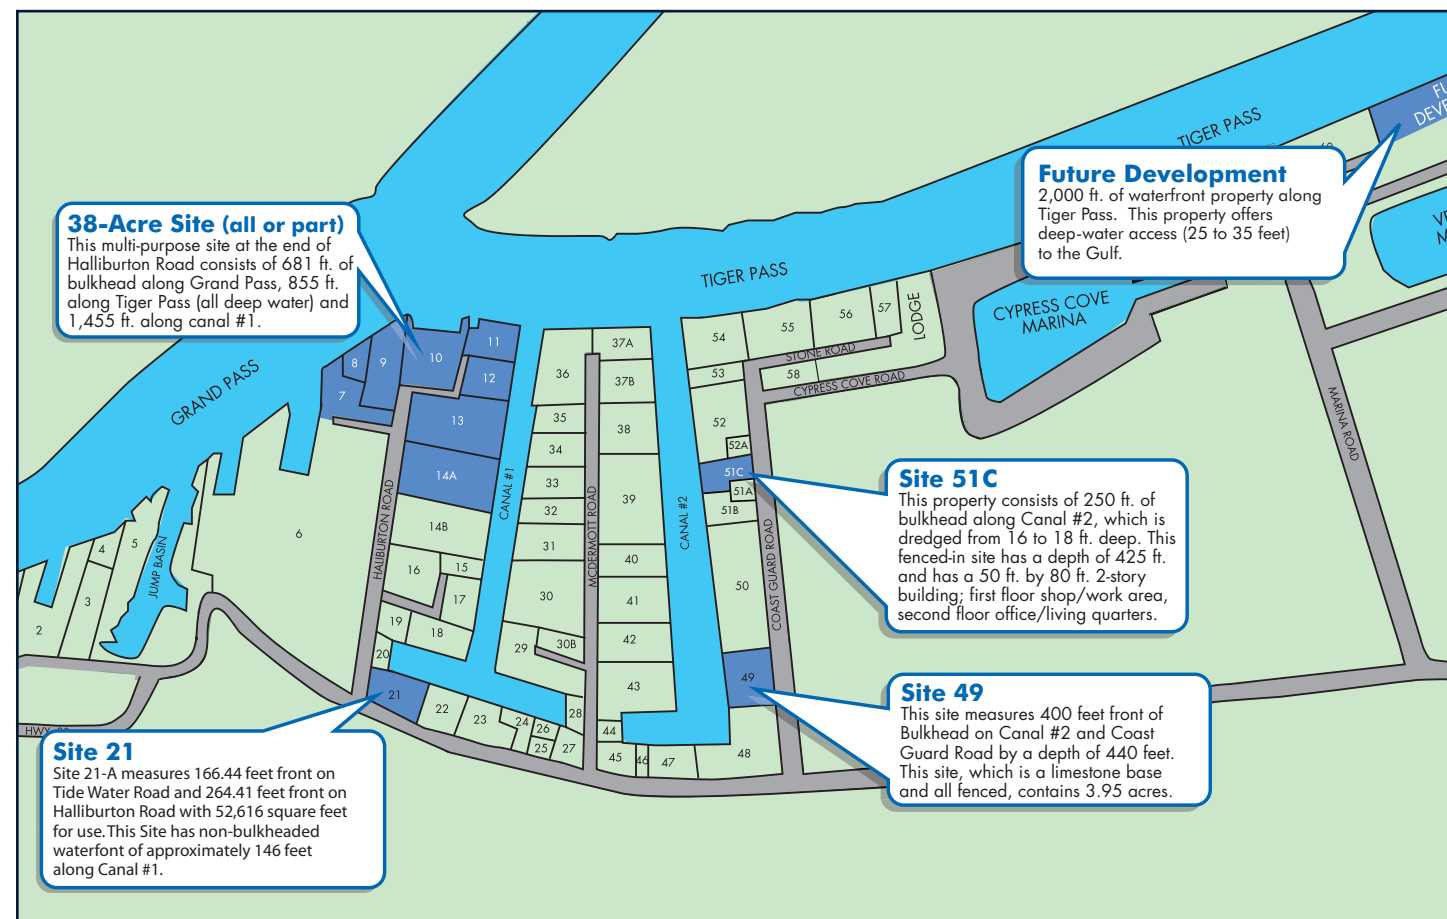 TIGER PASS
FU
DEVE
Future Development
2,000 ft. of waterfront property along
Tiger Pass.  This property offers
deep-water access (25 to 35 feet)
to the Gulf.
38-Acre Site (all or part)
This multi-purpose site at the end of
Halliburton Road consists of 681 ft. of
bulkhead along Grand Pass, 855 ft.
along Tiger Pass (all deep water) and
1,455 ft. along canal #1.
VE
M
TIGER PASS
CYPRESS COVE
MARINA
GRAND PASS
LODGE
STONE ROAD
CYPRESS COVE ROAD
MARINA ROAD
7
8
9
10
11
12
13
14A
14B
15
16
17
18
19
20
21
22
23
24
25
26
27
28
29
30
30B
31
32
33
34
35
36
37A
37B
38
39
40
41
42
43
44
45
46
47
48
49
50
51B
51A
51C
52A
52
53
54
55
56
57
58
6
5
4
3
2
JUMP BASIN
HALIBURTON ROAD
CANAL #1
MCDERMOTT ROAD
CANAL #2
COAST GUARD ROAD
HWY.
Site 51C
This property consists of 250 ft. of
bulkhead along Canal #2, which is
dredged from 16 to 18 ft. deep. This
fenced-in site has a depth of 425 ft.
and has a 50 ft. by 80 ft. 2-story
building; first floor shop/work area,
second floor office/living quarters.
Site 49
This site measures 400 feet front of
Bulkhead on Canal #2 and Coast
Guard Road by a depth of 440 feet.
This site, which is a limestone base
and all fenced, contains 3.95 acres.
Site 21
Site 21-A measures 166.44 feet front on
Tide Water Road and 264.41 feet front on
Halliburton Road with 52,616 square feet
for use. This Site has non-bulkheaded
waterfont of approximately 146 feet
along Canal #1.